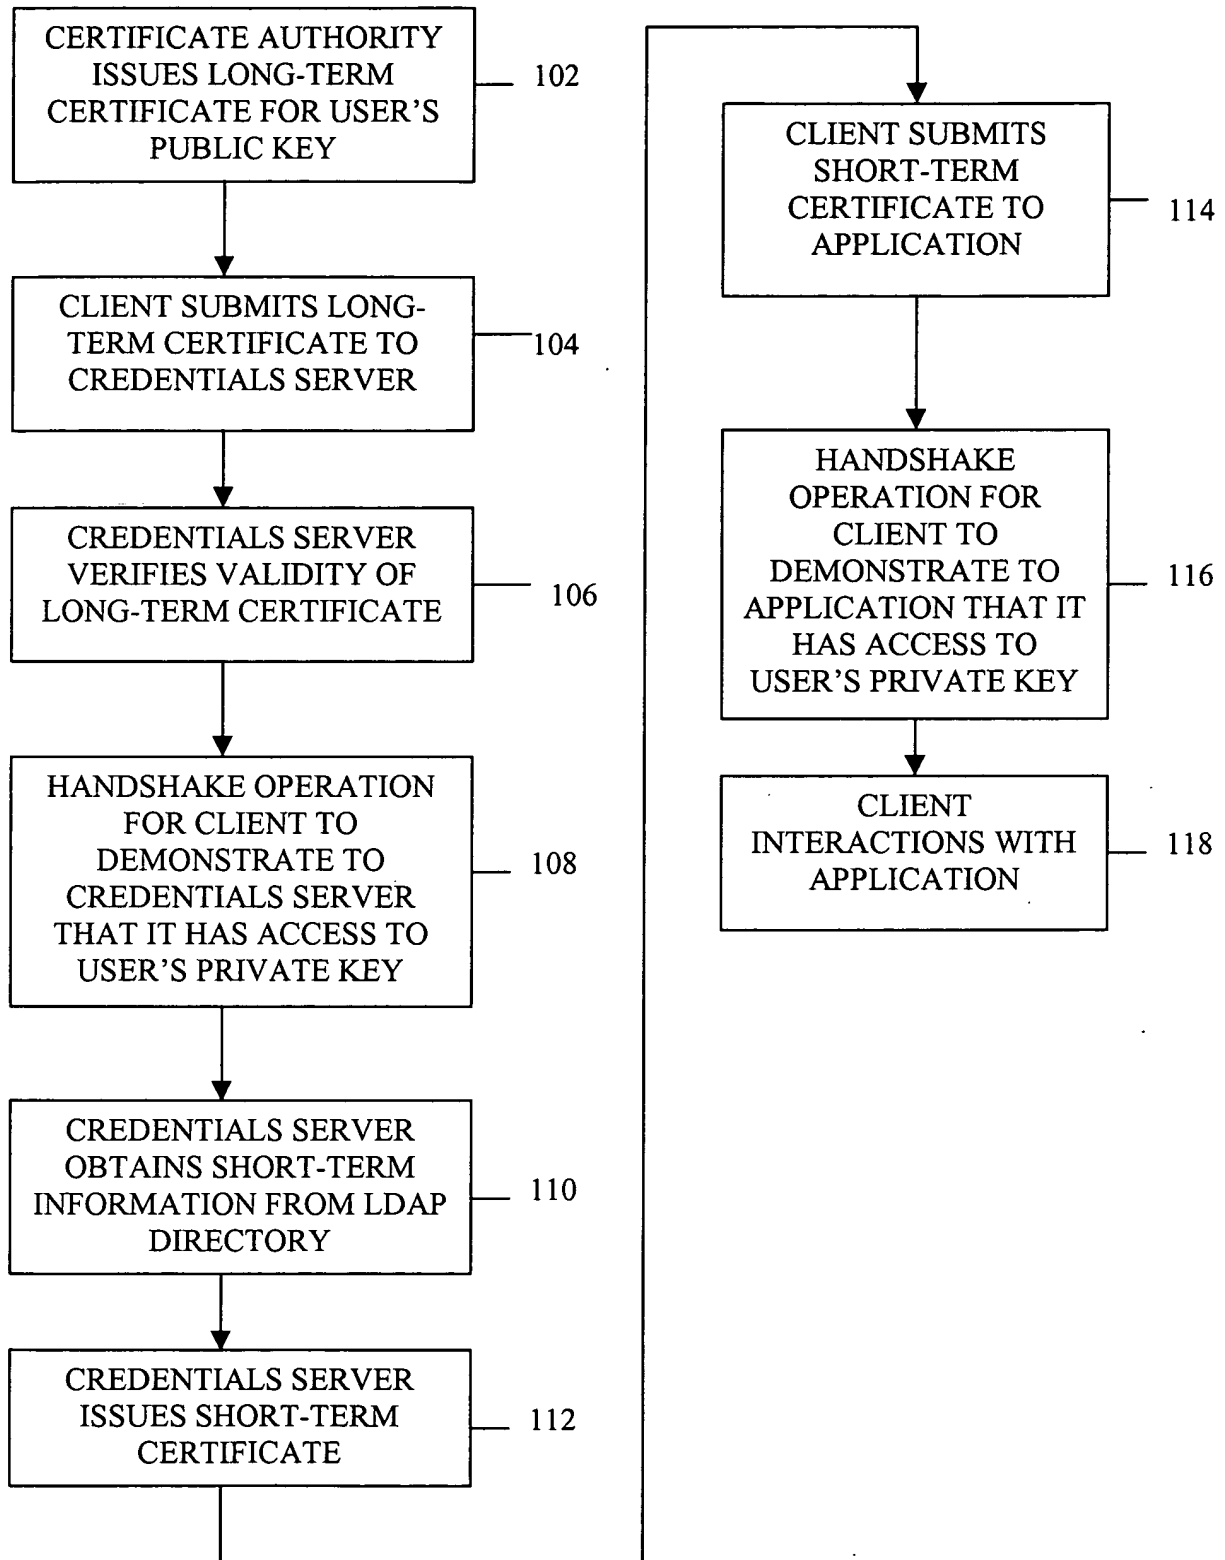 CERTIFICATE AUTHORITY
ISSUES LONG-TERM
CERTIFICATE FOR USER'S
PUBLIC KEY
102
CLIENT SUBMITS LONG-
TERM CERTIFICATE TO
CREDENTIALS SERVER
104
CREDENTIALS SERVER
VERIFIES VALIDITY OF
LONG-TERM CERTIFICATE
106
HANDSHAKE OPERATION
FOR CLIENT TO
DEMONSTRATE TO
CREDENTIALS SERVER
THAT IT HAS ACCESS TO
USER'S PRIVATE KEY
108
CREDENTIALS SERVER
OBTAINS SHORT-TERM
INFORMATION FROM LDAP
DIRECTORY
110
CREDENTIALS SERVER
ISSUES SHORT-TERM
CERTIFICATE
112
CLIENT SUBMITS
SHORT-TERM
CERTIFICATE TO
APPLICATION
114
HANDSHAKE
OPERATION FOR
CLIENT TO
DEMONSTRATE TO
APPLICATION THAT IT
HAS ACCESS TO
USER'S PRIVATE KEY
116
CLIENT
INTERACTIONS WITH
APPLICATION
118